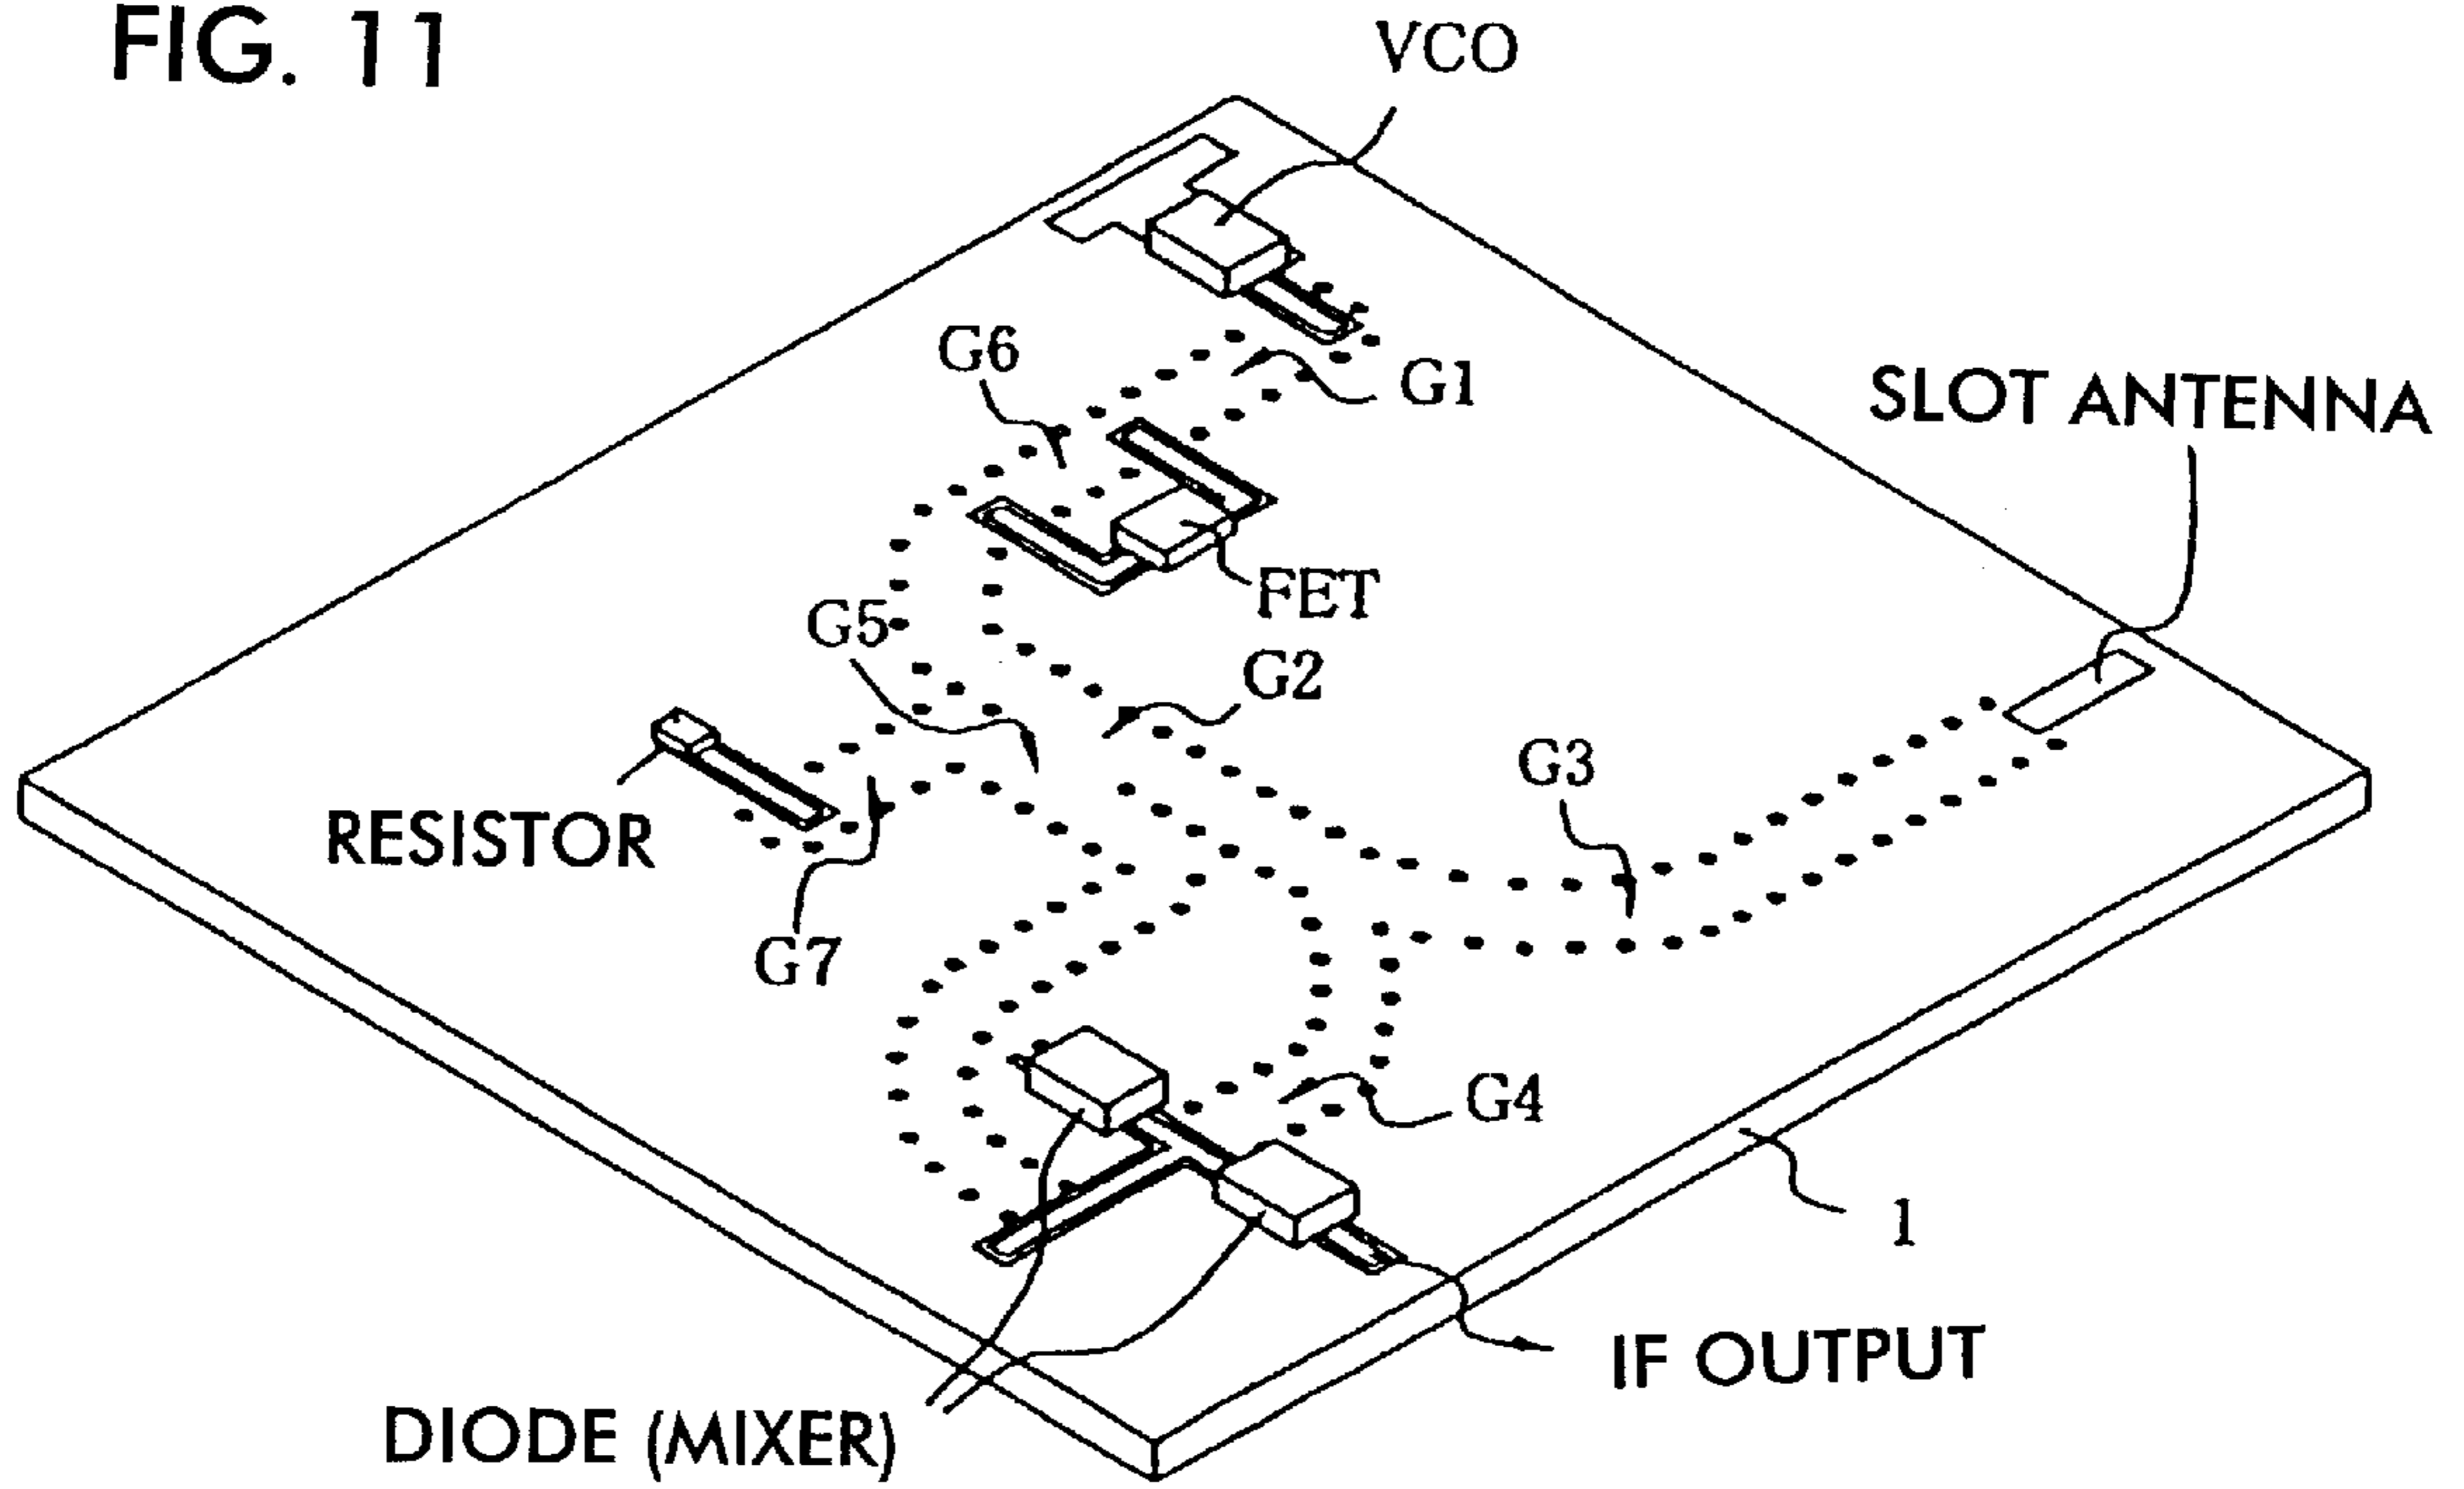 FIG. 11
VCO
G6
G1
SLOT ANTENNA
FET
G5
G2
G3
RESISTOR
G7
G4
1
IF OUTPUT
DIODE (MIXER)